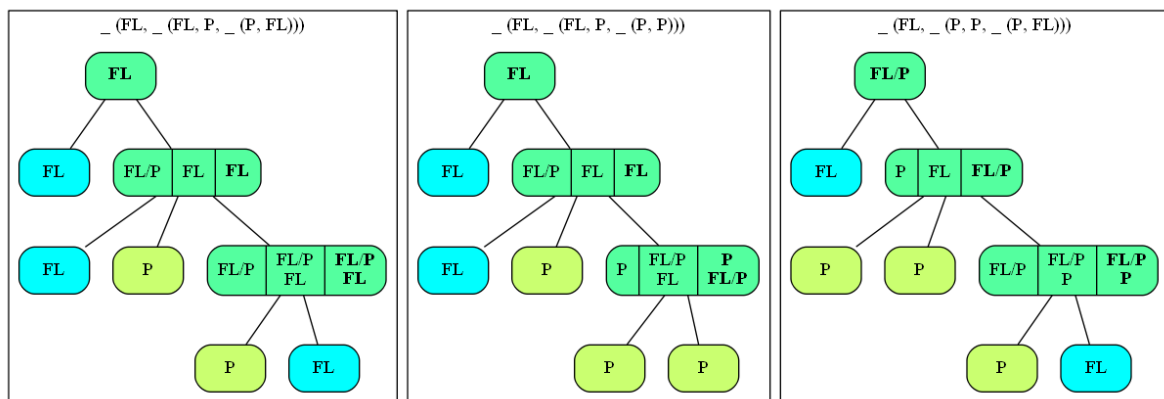 _ (FL, _ (FL, P, _ (P, FL)))
FL
FL
FL/P FL FL
FL
P
FL/P FL/P FL FL/P FL
P
FL
_ (FL, _ (FL, P, _ (P, P)))
FL
FL
FL/P FL FL
FL
P
P FL/P FL P FL/P
P
P
_ (FL, _ (P, P, _ (P, FL)))
FL/P
FL
P FL FL/P
P
P
FL/P FL/P P FL/P P
P
FL